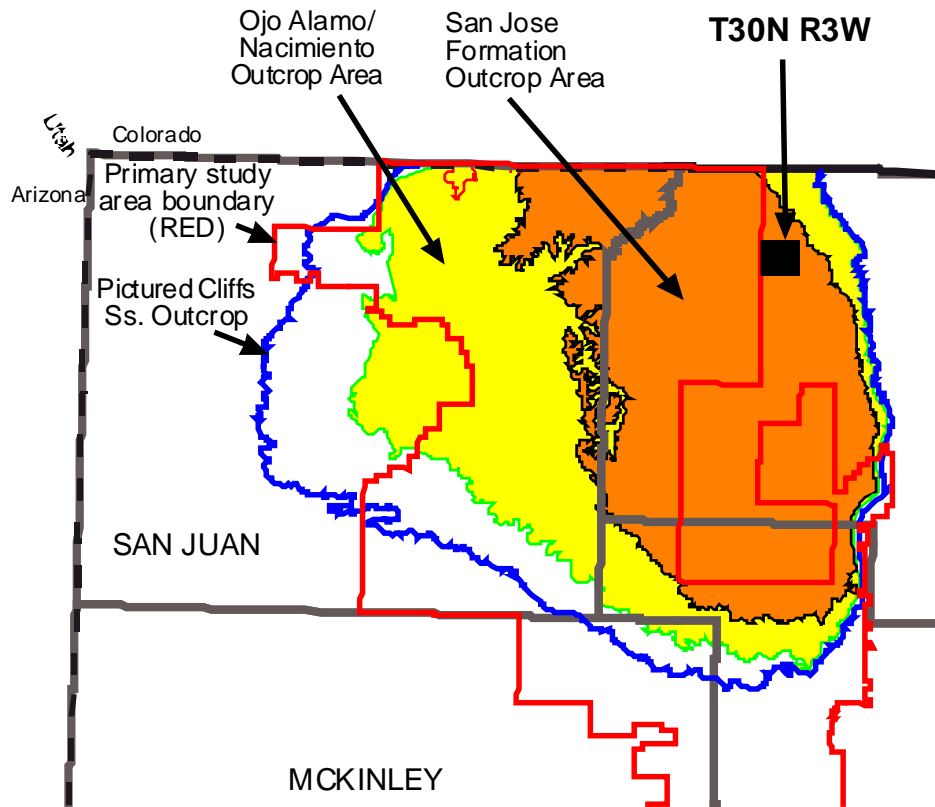 Ojo Alamo/
Nacimiento
Outcrop Area
San Jose
Formation
Outcrop Area
T30N R3W
Utah
Colorado
Arizona
Primary study
area boundary
(RED)
Pictured Cliffs
Ss. Outcrop
SAN JUAN
MCKINLEY